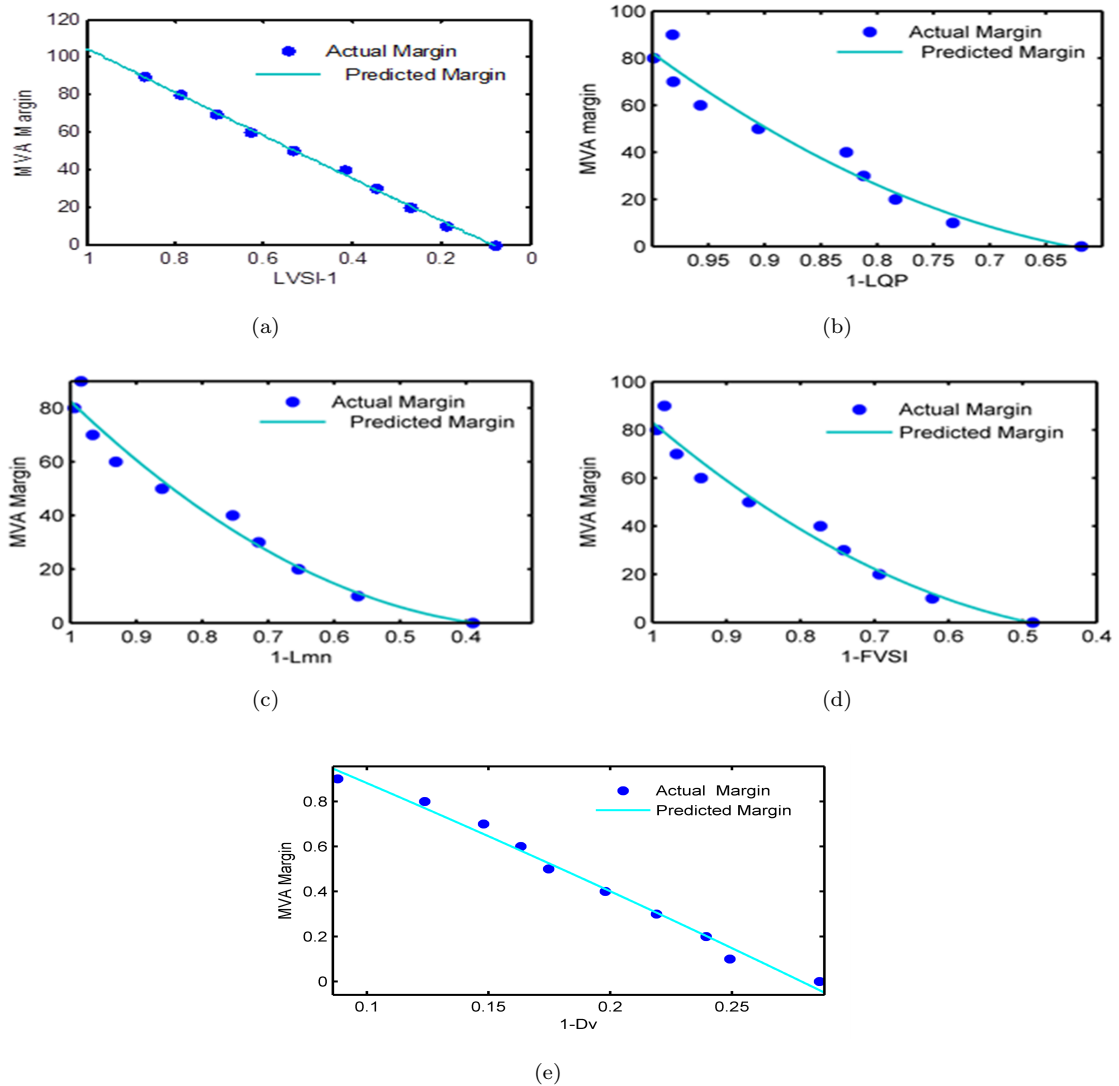 120
100
80
60
40
20
0
MVA Margin
Actual Margin
Predicted Margin
1
0.8
0.6
0.4
0.2
0
LVSI-1
(a)
100
80
60
40
20
0
MVA margin
Actual Margin
Predicted Margin
0.95
0.9
0.85
0.8
0.75
0.7
0.65
1-LQP
(b)
80
60
40
20
0
MVA Margin
Actual Margin
Predicted Margin
1
0.9
0.8
0.7
0.6
0.5
0.4
1-Lmn
(c)
100
80
60
40
20
0
MVA Margin
Actual Margin
Predicted Margin
1
0.9
0.8
0.7
0.6
0.5
0.4
1-FVSI
(d)
0.8
0.6
0.4
0.2
0
MVA Margin
Actual Margin
Predicted Margin
0.1
0.15
0.2
0.25
1-Dv
(e)